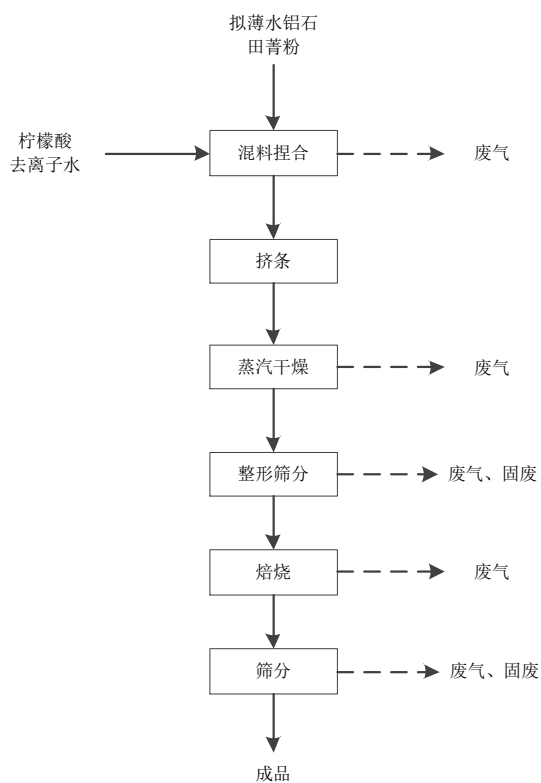 拟薄水铝石
田菁粉
柠檬酸
去离子水
混料捏合
废气
挤条
蒸汽干燥
废气
整形筛分
废气、固废
焙烧
废气
筛分
废气、固废
成品